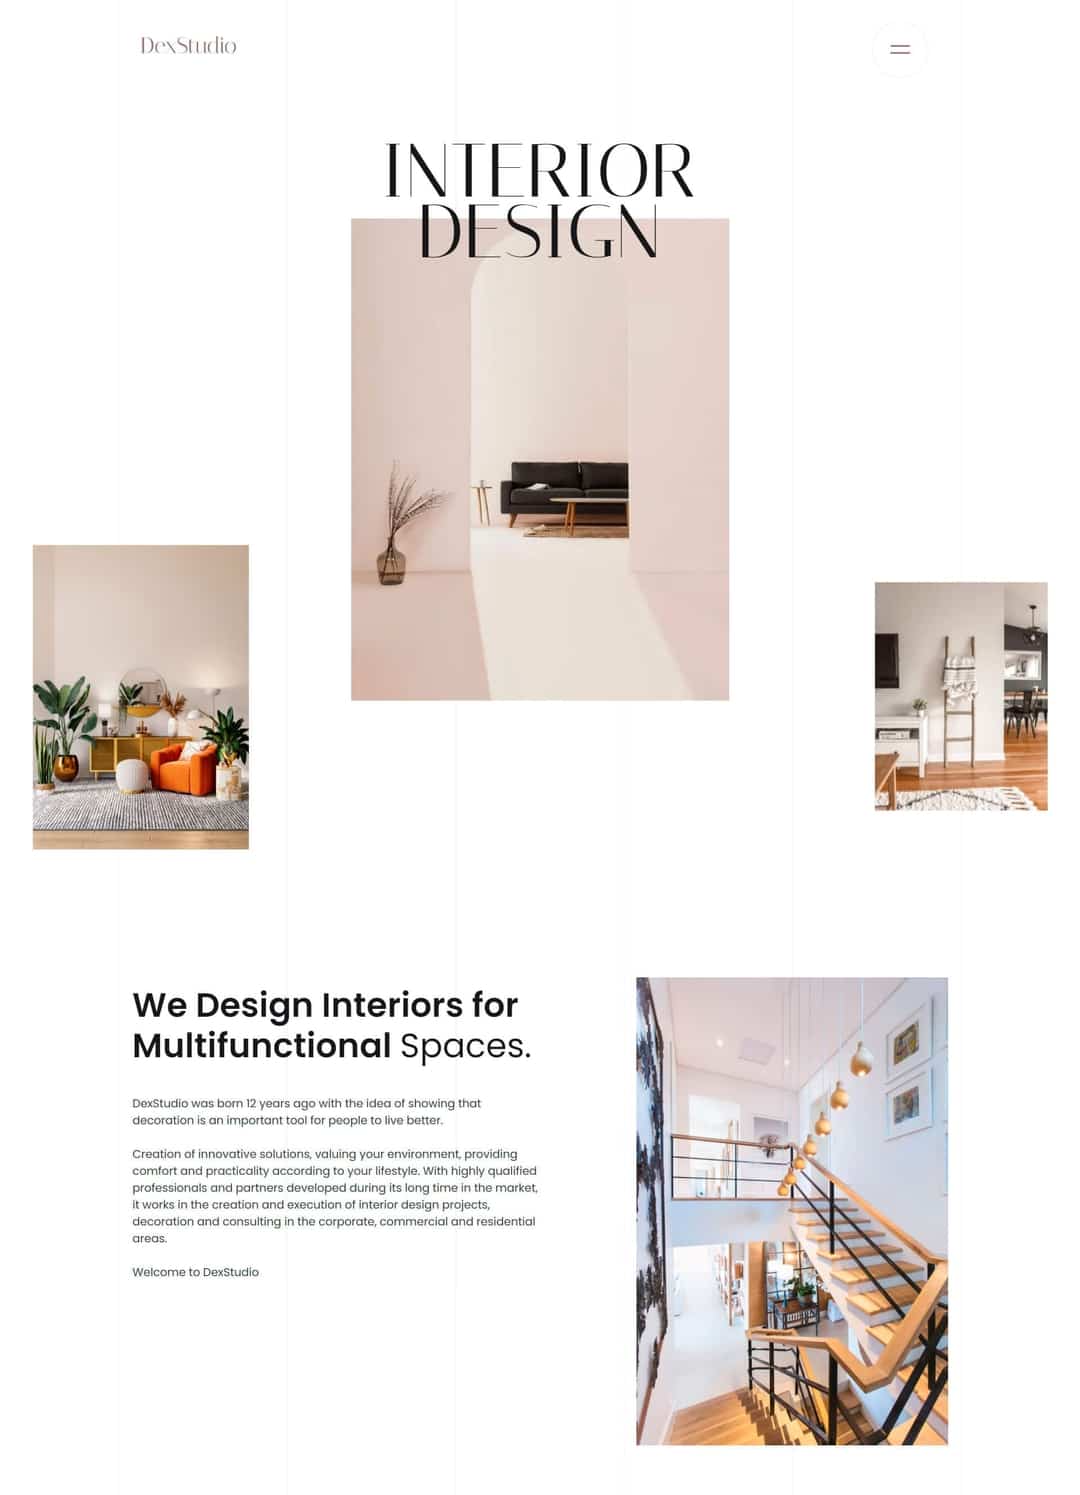 DexStudio
INTERIOR
DESIGN
We Design Interiors for
Multifunctional Spaces.
DexStudio was born 12 years ago with the idea of showing that
decoration is an important tool for people to live better.
Creation of innovative solutions, valuing your environment, providing
comfort and practicality according to your lifestyle. With highly qualified
professionals and partners developed during its long time in the market,
it works in the creation and execution of interior design projects,
decoration and consulting in the corporate, commercial and residential
areas.
Welcome to DexStudio